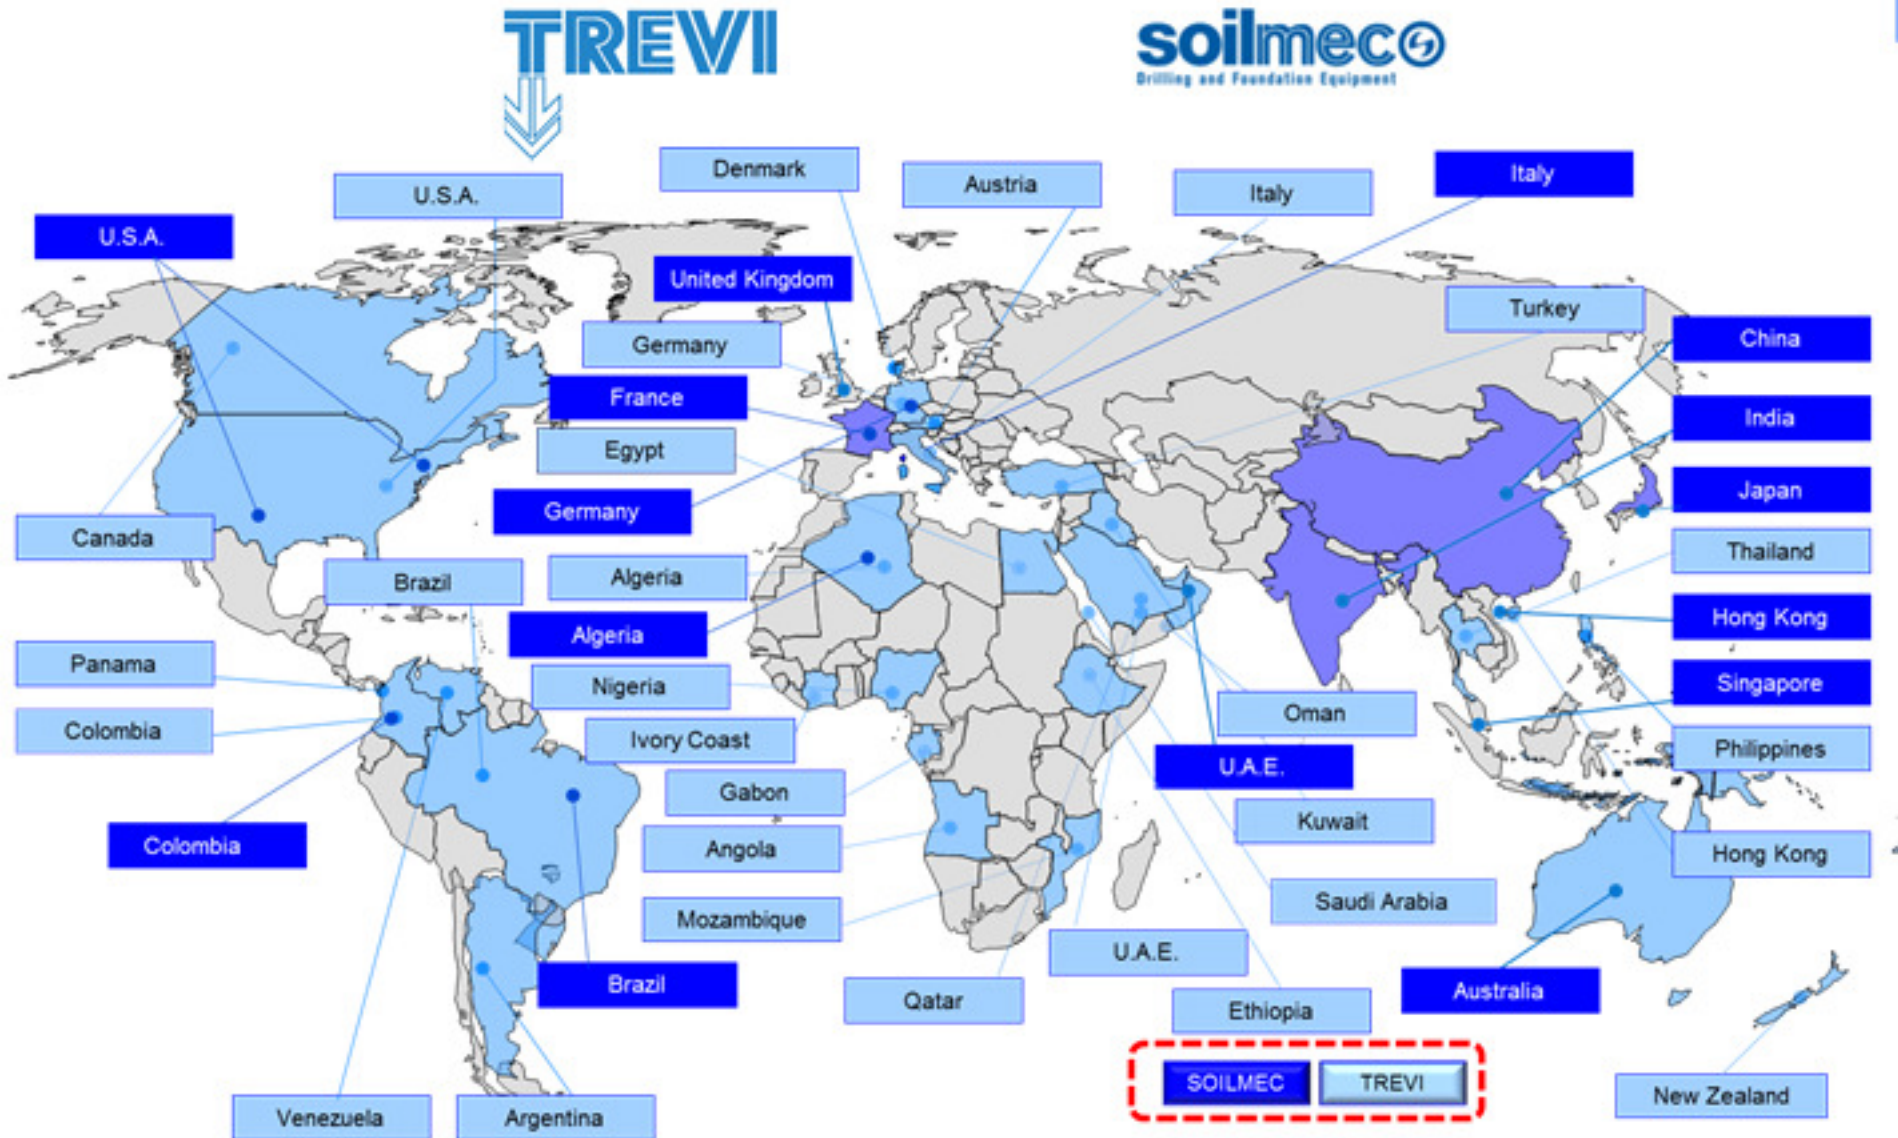 TREVI
soilmec
Drilling and Foundation Equipment
Denmark
Austria
Italy
Italy
U.S.A.
U.S.A.
United Kingdom
Turkey
China
Germany
France
India
Egypt
Japan
Germany
Canada
Thailand
Algeria
Brazil
Hong Kong
Algeria
Panama
Nigeria
Singapore
Oman
Colombia
Ivory Coast
Philippines
U.A.E.
Gabon
Kuwait
Colombia
Angola
Hong Kong
Saudi Arabia
Mozambique
U.A.E.
Brazil
Qatar
Australia
Ethiopia
SOILMEC
TREVI
New Zealand
Venezuela
Argentina